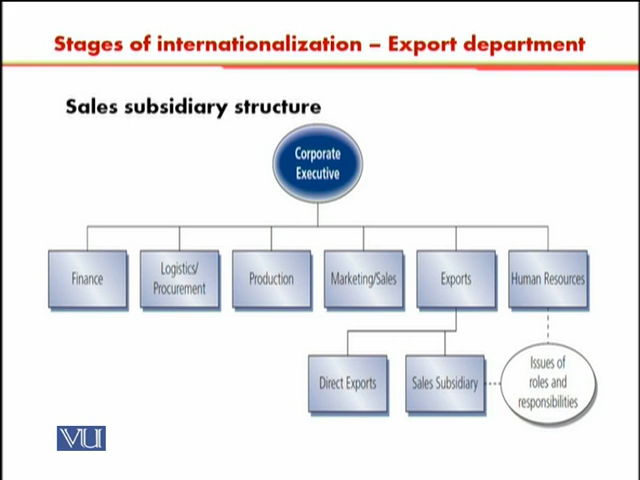 Stages of internationalization – Export department
Sales subsidiary structure
Corporate
Executive
Finance
Logistics/
Procurement
Production
Marketing/Sales
Exports
Human Resources
Direct Exports
Sales Subsidiary
Issues of
roles and
responsibilities
VU